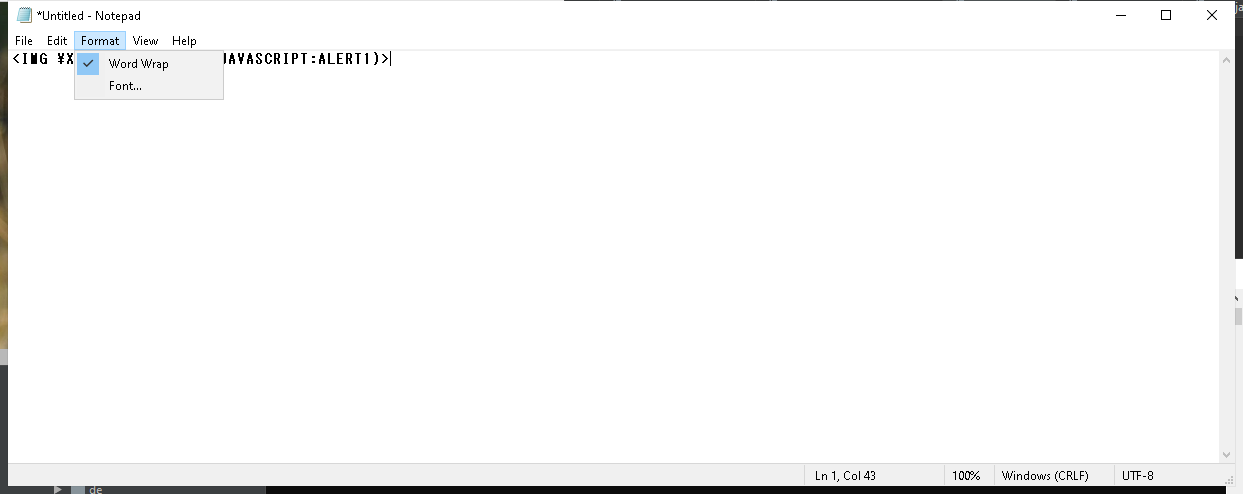 *Untitled - Notepad
File Edit Format View Help
<IMG ¥X JAVASCRIPT:ALERT1)>
Word Wrap
Font...
Ln 1, Col 43 100% Windows (CRLF) UTF-8
de